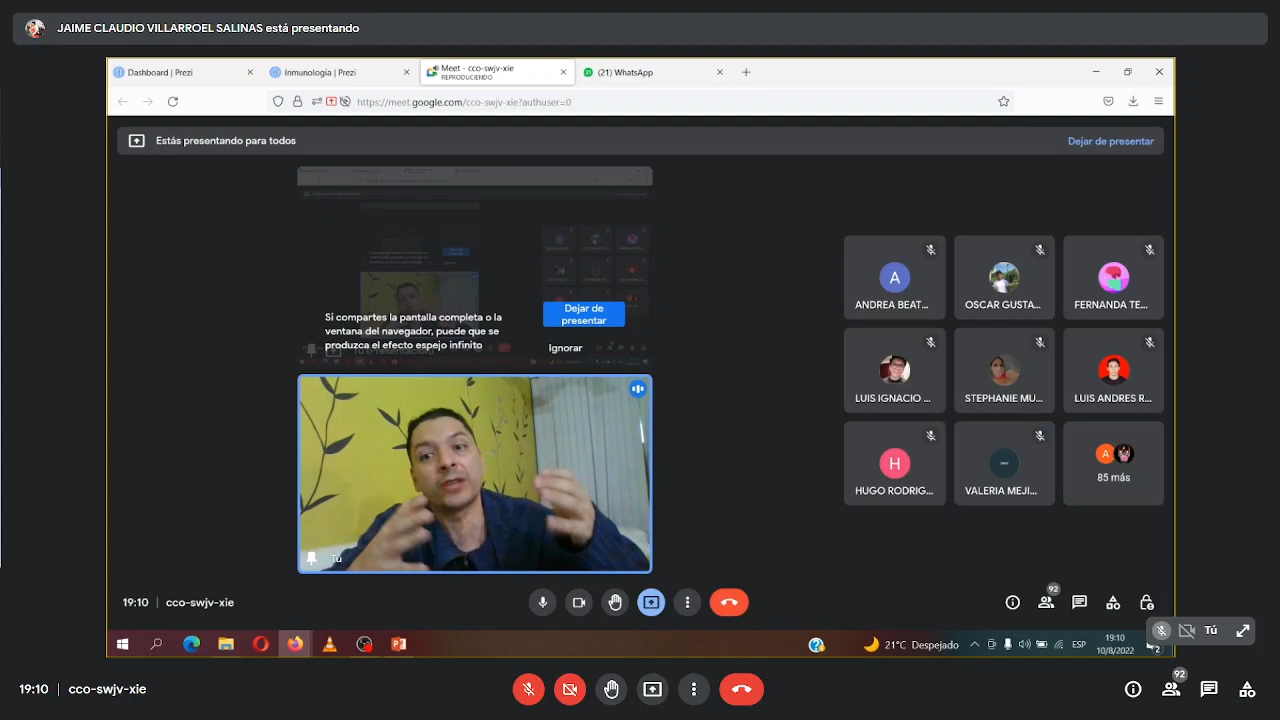 JAIME CLAUDIO VILLARROEL SALINAS está presentando
Dashboard | Prezi
Inmunología | Prezi
Meet - cco-swjv-xie
REPRODUCIENDO
(21) WhatsApp
https://meet.google.com/cco-swjv-xie?authuser=0
Estás presentando para todos
Dejar de presentar
Si compartes la pantalla completa o la
ventana del navegador, puede que se
produzca el efecto espejo infinito
Dejar de
presentar
Ignorar
Tú (Presentación)
Tú
A
ANDREA BEAT...
OSCAR GUSTA...
FERNANDA TE...
LUIS IGNACIO ...
STEPHANIE MU...
LUIS ANDRES R...
H
HUGO RODRIG...
VALERIA MEJI...
A
85 más
19:10 | cco-swjv-xie
92
21°C Despejado
ESP
19:10
10/8/2022
2
Tú
19:10 | cco-swjv-xie
92